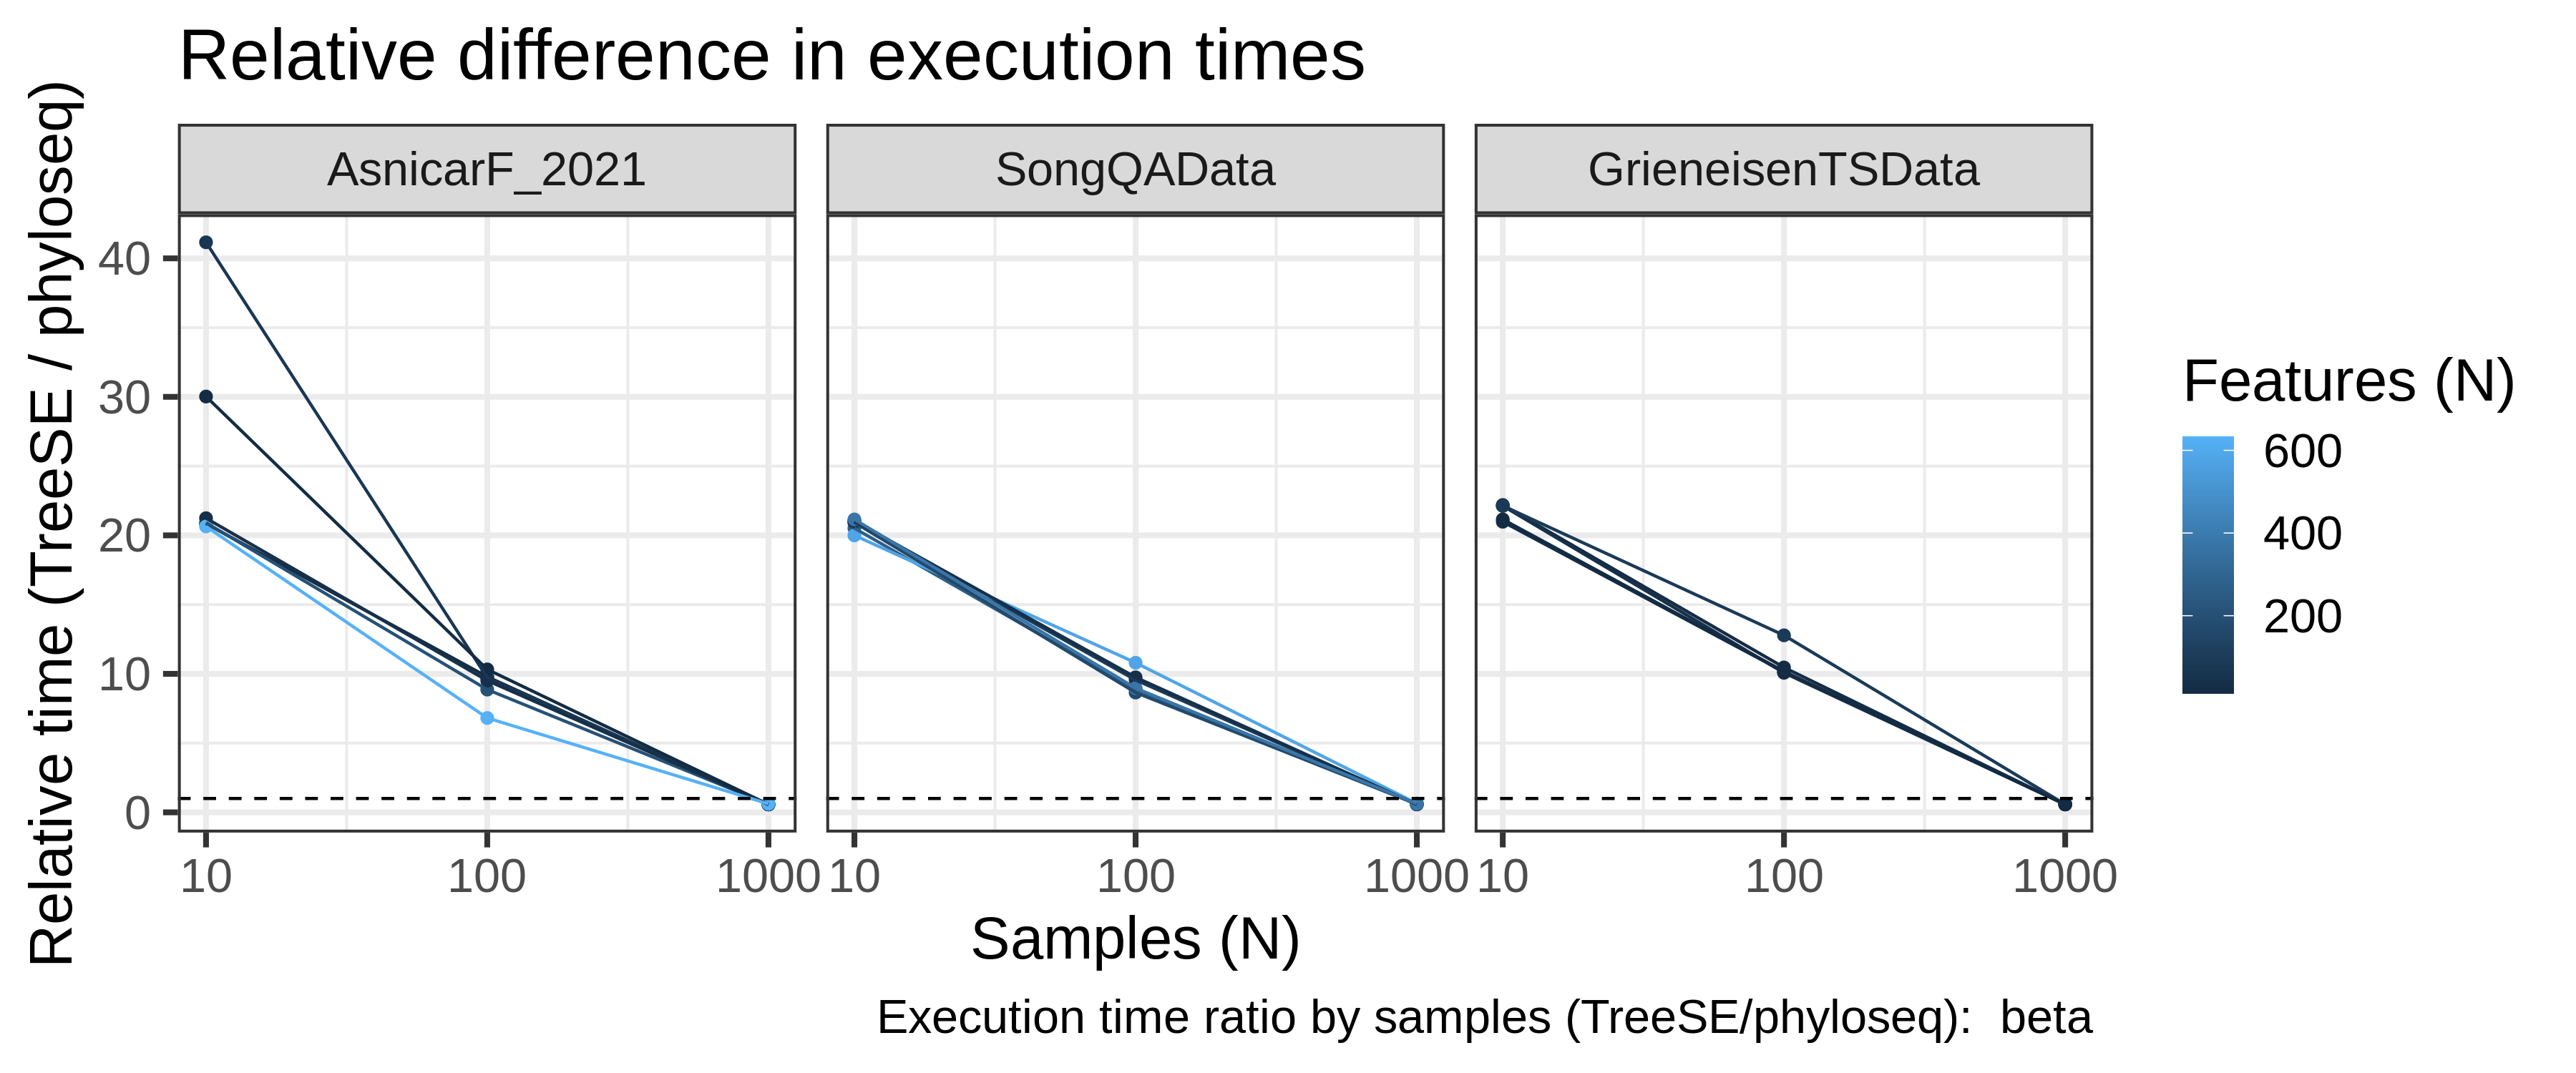 Relative difference in execution times
Relative time (TreeSE / phyloseq)
AsnicarF_2021
SongQAData
GrieneisenTSData
40
30
20
10
0
10 100 1000
10 100 1000
10 100 1000
Samples (N)
Features (N)
600
400
200
Execution time ratio by samples (TreeSE/phyloseq):  beta